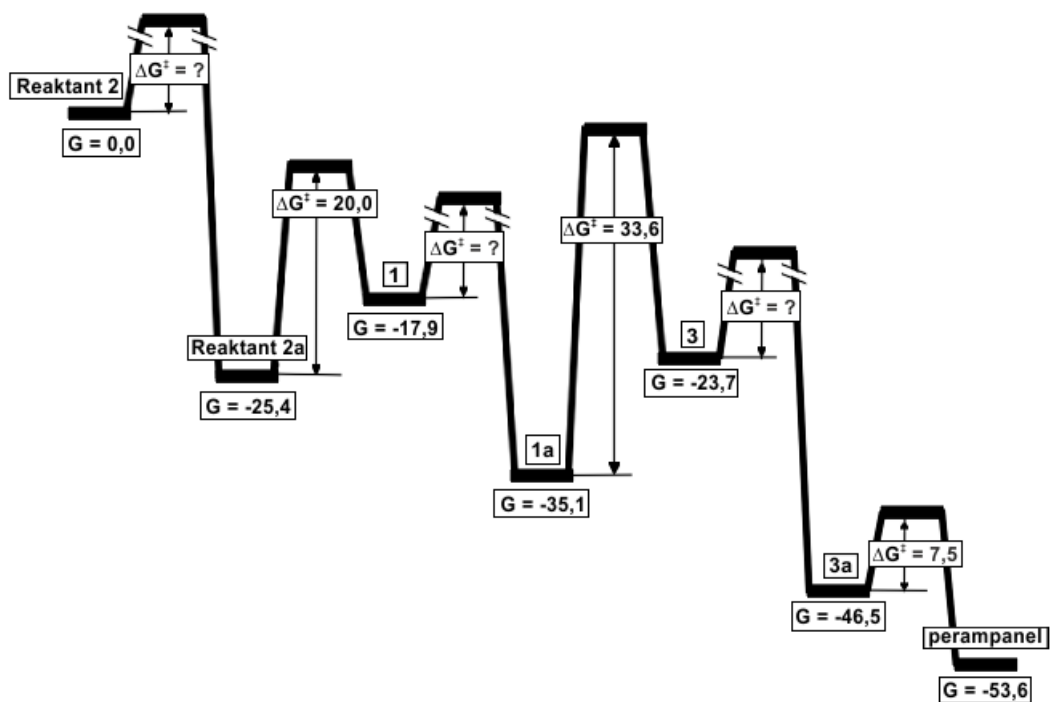 Reaktant 2
ΔG‡ = ?
G = 0,0
ΔG‡ = 20,0
Reaktant 2a
G = -25,4
1
G = -17,9
ΔG‡ = ?
1a
G = -35,1
ΔG‡ = 33,6
3
G = -23,7
ΔG‡ = ?
3a
G = -46,5
ΔG‡ = 7,5
perampanel
G = -53,6